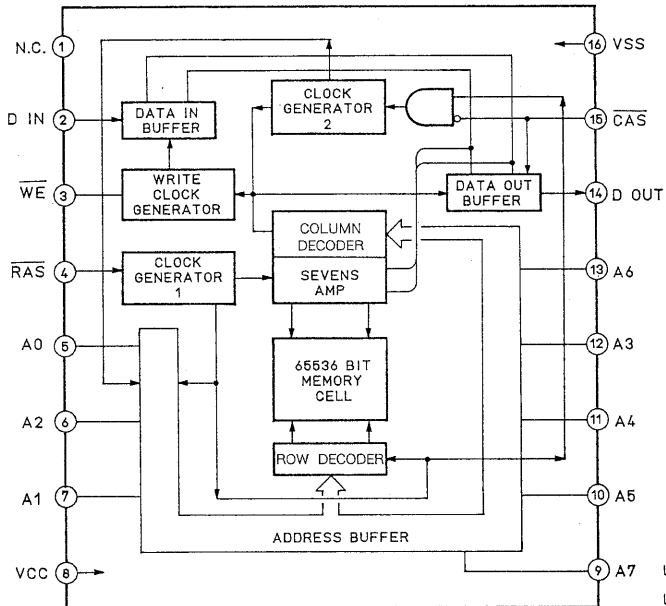 N.C. 1
16 VSS
D IN 2
DATA IN
BUFFER
CLOCK
GENERATOR
2
15 CAS
WE 3
WRITE
CLOCK
GENERATOR
DATA OUT
BUFFER
14 D OUT
COLUMN
DECODER
RAS 4
CLOCK
GENERATOR
1
SEVENS
AMP
13 A6
A0 5
65536 BIT
MEMORY
CELL
12 A3
A2 6
11 A4
ROW DECODER
A1 7
10 A5
ADDRESS BUFFER
VCC 8
9 A7